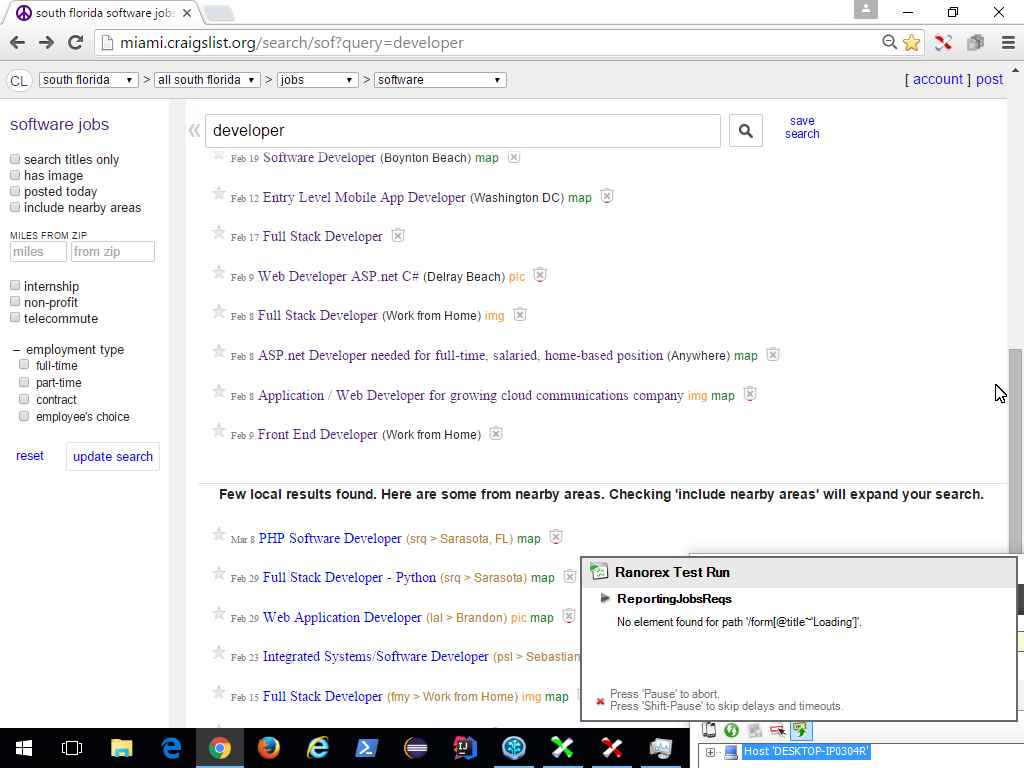 south florida software jobs
miami.craigslist.org/search/sof?query=developer
CL south florida > all south florida > jobs > software [ account ] post
software jobs
search titles only
has image
posted today
include nearby areas
MILES FROM ZIP
miles from zip
internship
non-profit
telecommute
– employment type
full-time
part-time
contract
employee's choice
reset update search
developer
save search
Feb 19 Software Developer (Boynton Beach) map
Feb 12 Entry Level Mobile App Developer (Washington DC) map
Feb 17 Full Stack Developer
Feb 9 Web Developer ASP.net C# (Delray Beach) pic
Feb 8 Full Stack Developer (Work from Home) img
Feb 8 ASP.net Developer needed for full-time, salaried, home-based position (Anywhere) map
Feb 8 Application / Web Developer for growing cloud communications company img map
Feb 9 Front End Developer (Work from Home)
Few local results found. Here are some from nearby areas. Checking 'include nearby areas' will expand your search.
Mar 8 PHP Software Developer (srq > Sarasota, FL) map
Feb 29 Full Stack Developer - Python (srq > Sarasota) map
Feb 29 Web Application Developer (lal > Brandon) pic map
Feb 23 Integrated Systems/Software Developer (psl > Sebastian
Feb 15 Full Stack Developer (fmy > Work from Home) img map
Ranorex Test Run
ReportingJobsReqs
No element found for path '/form[@title~'Loading']'.
Press 'Pause' to abort.
Press 'Shift-Pause' to skip delays and timeouts.
Host 'DESKTOP-IP0304R'